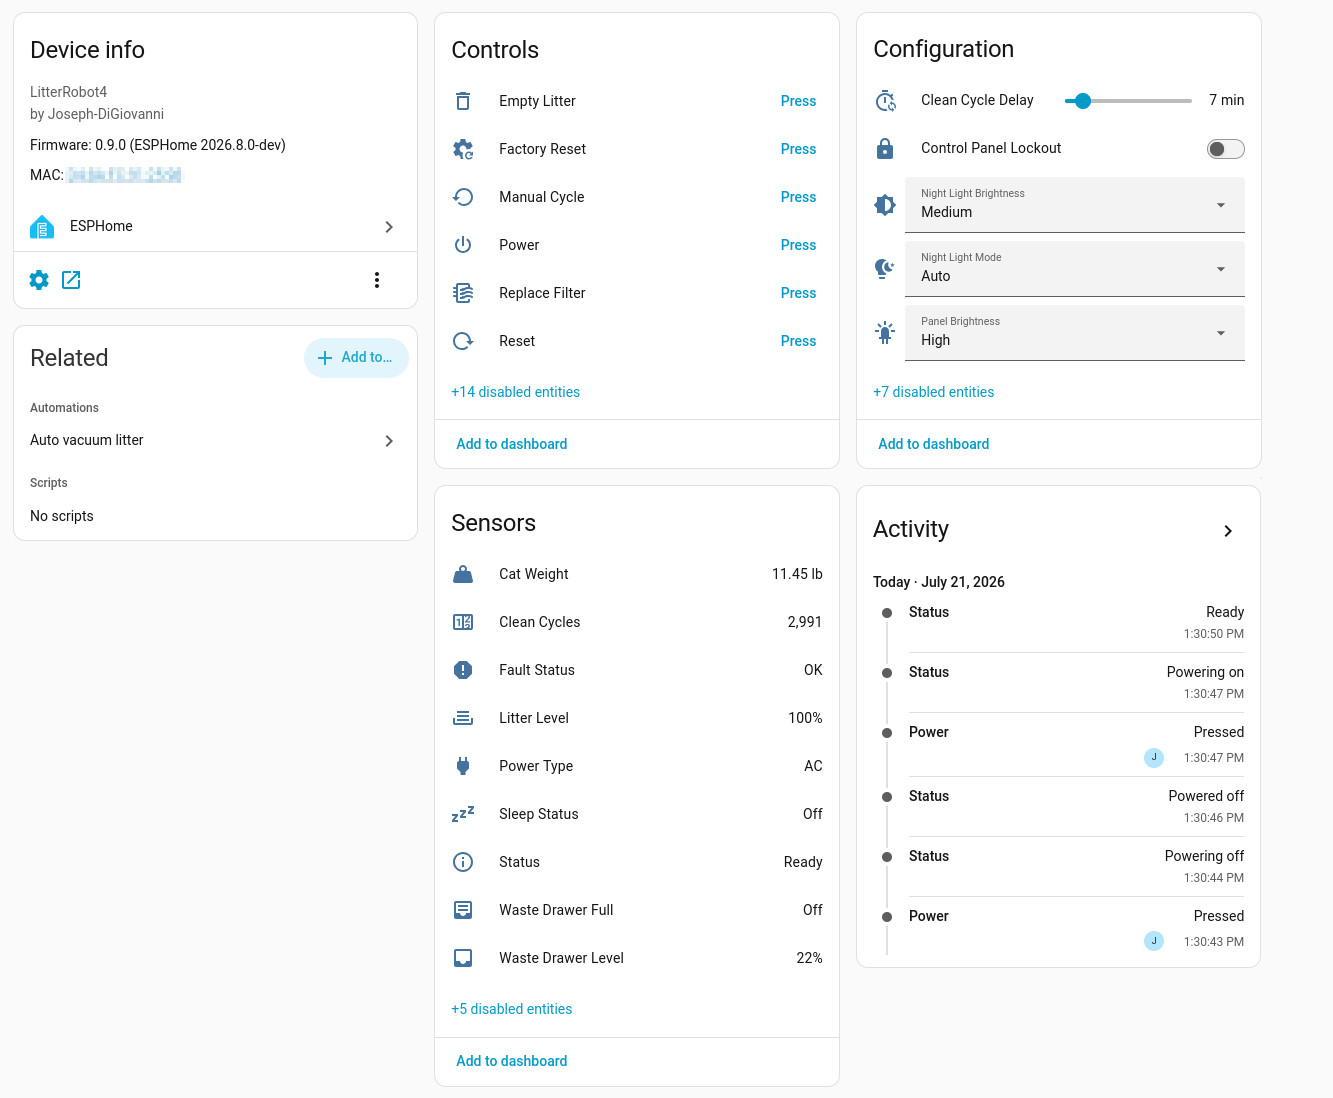 Device info
LitterRobot4
by Joseph-DiGiovanni
Firmware: 0.9.0 (ESPHome 2026.8.0-dev)
MAC:
ESPHome
Related
Add to...
Automations
Auto vacuum litter
Scripts
No scripts
Controls
Empty Litter Press
Factory Reset Press
Manual Cycle Press
Power Press
Replace Filter Press
Reset Press
+14 disabled entities
Add to dashboard
Configuration
Clean Cycle Delay 7 min
Control Panel Lockout
Night Light Brightness
Medium
Night Light Mode
Auto
Panel Brightness
High
+7 disabled entities
Add to dashboard
Sensors
Cat Weight 11.45 lb
Clean Cycles 2,991
Fault Status OK
Litter Level 100%
Power Type AC
Sleep Status Off
Status Ready
Waste Drawer Full Off
Waste Drawer Level 22%
+5 disabled entities
Add to dashboard
Activity
Today · July 21, 2026
Status Ready
1:30:50 PM
Status Powering on
1:30:47 PM
Power Pressed
J 1:30:47 PM
Status Powered off
1:30:46 PM
Status Powering off
1:30:44 PM
Power Pressed
J 1:30:43 PM